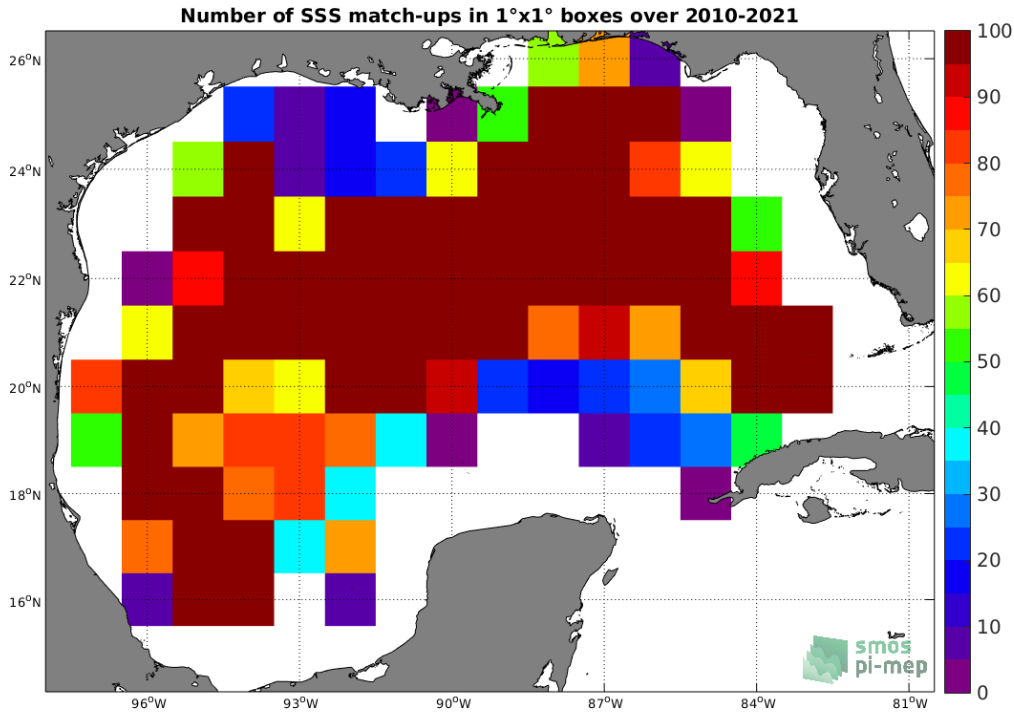 Number of SSS match-ups in 1°x1° boxes over 2010-2021
26°N
24°N
22°N
20°N
18°N
16°N
96°W
93°W
90°W
87°W
84°W
81°W
100
90
80
70
60
50
40
30
20
10
0
smos
pi-mep